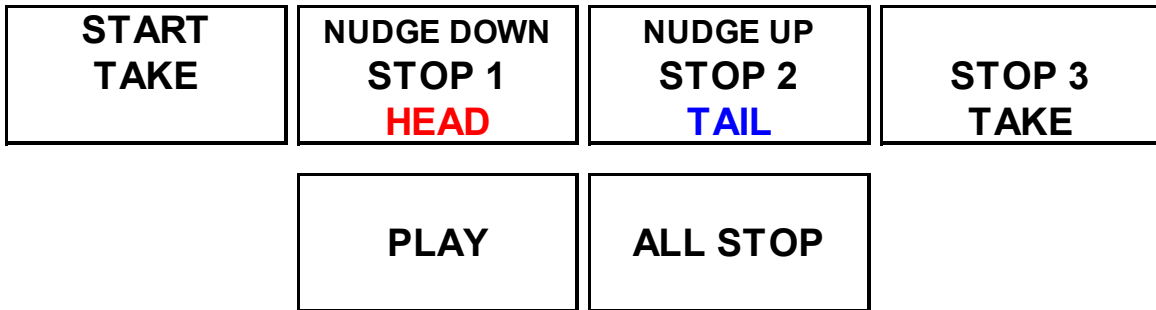 START
TAKE
NUDGE DOWN
STOP 1
HEAD
NUDGE UP
STOP 2
TAIL
STOP 3
TAKE
PLAY
ALL STOP